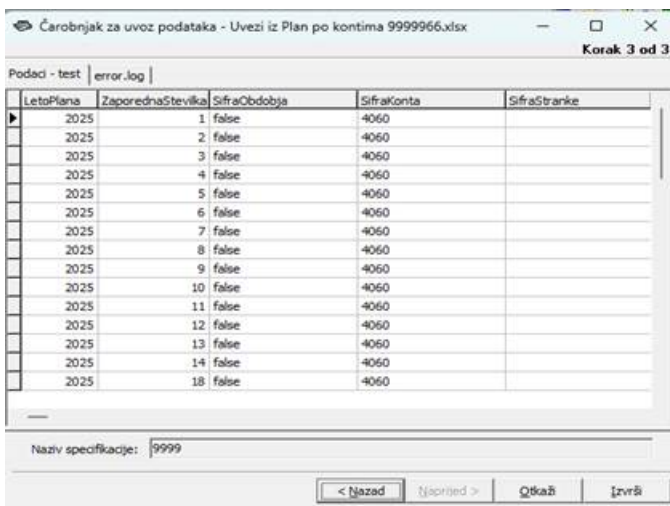 Čarobnjak za uvoz podataka - Uvezi iz Plan po kontima 9999966.xlsx
Korak 3 od 3
Podaci - test error.log
LetoPlana ZaporednaStevilka SifraObdobja SifraKonta SifraStranke
2025 1 false 4060
2025 2 false 4060
2025 3 false 4060
2025 4 false 4060
2025 5 false 4060
2025 6 false 4060
2025 7 false 4060
2025 8 false 4060
2025 9 false 4060
2025 10 false 4060
2025 11 false 4060
2025 12 false 4060
2025 13 false 4060
2025 14 false 4060
2025 18 false 4060
Naziv specifikacije: 9999
< Nazad Naprijed > Otkaži Izvrši